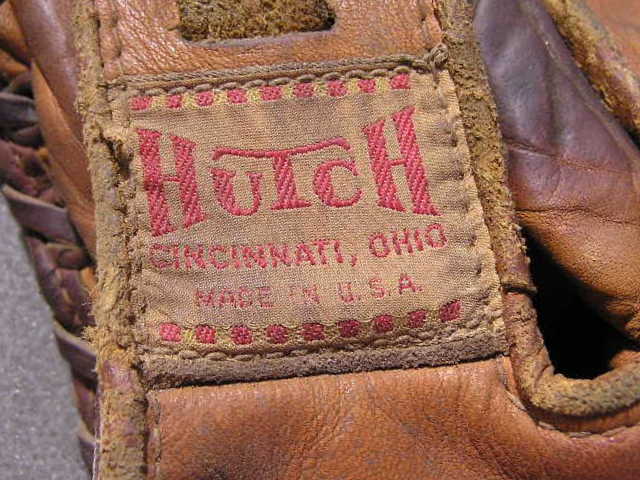 HUTCH
CINCINNATI, OHIO
MADE IN U.S.A.